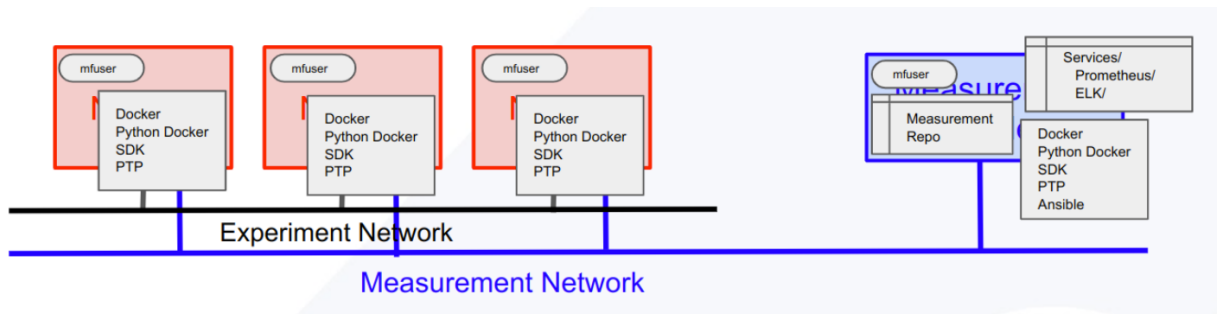 mfuser
Docker
Python Docker
SDK
PTP
mfuser
Docker
Python Docker
SDK
PTP
mfuser
Docker
Python Docker
SDK
PTP
mfuser
Measurement
Repo
Services/
Prometheus/
ELK/
Docker
Python Docker
SDK
PTP
Ansible
Experiment Network
Measurement Network